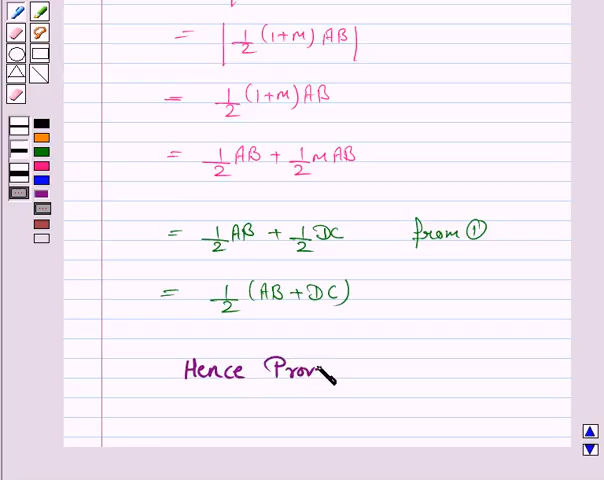 = |1/2 (1+m) AB|
= 1/2 (1+m) AB
= 1/2 AB + 1/2 m AB
= 1/2 AB + 1/2 DC from ①
= 1/2 (AB + DC)
Hence Prov